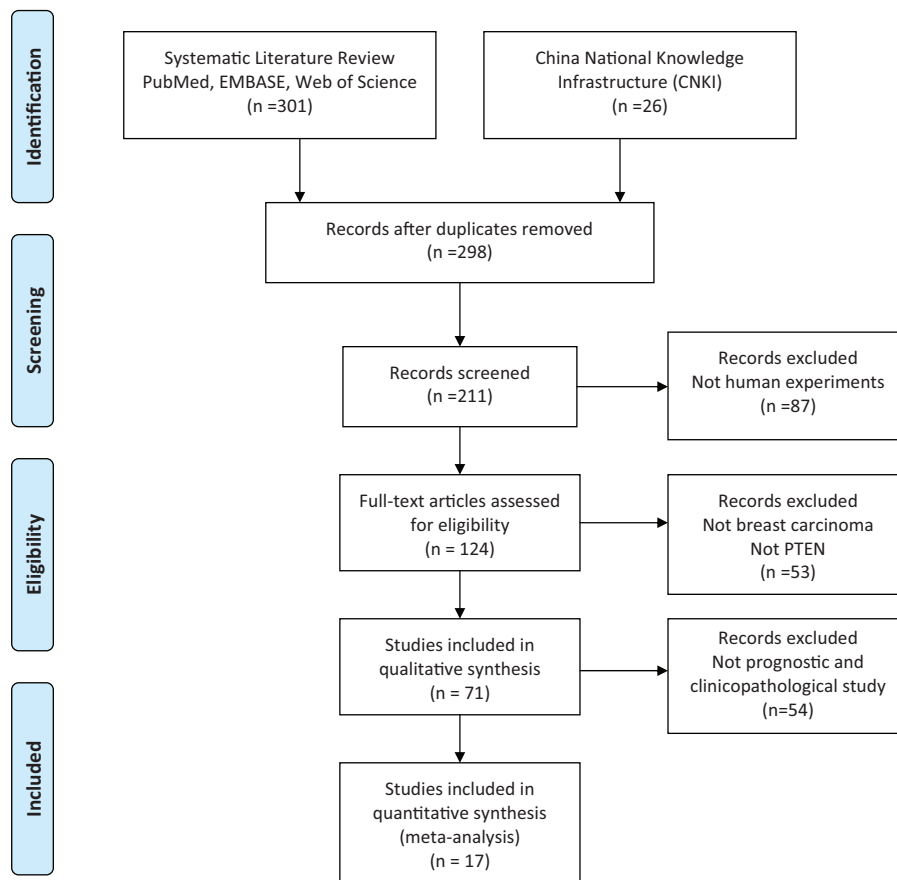 Identification
Systematic Literature Review
PubMed, EMBASE, Web of Science
(n =301)
China National Knowledge
Infrastructure (CNKI)
(n =26)
Records after duplicates removed
(n =298)
Screening
Records screened
(n =211)
Records excluded
Not human experiments
(n =87)
Eligibility
Full-text articles assessed
for eligibility
(n = 124)
Records excluded
Not breast carcinoma
Not PTEN
(n =53)
Studies included in
qualitative synthesis
(n = 71)
Records excluded
Not prognostic and
clinicopathological study
(n=54)
Included
Studies included in
quantitative synthesis
(meta-analysis)
(n = 17)